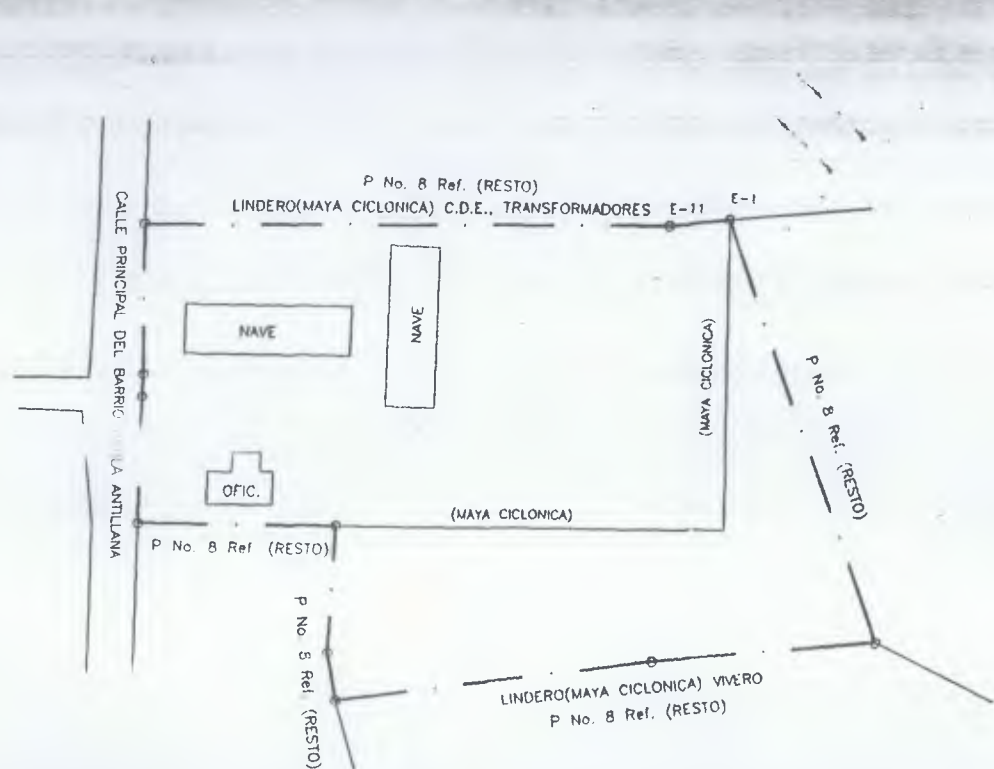 P No. 8 Ref. (RESTO)
LINDERO(MAYA CICLONICA) C.D.E., TRANSFORMADORES E-11 E-1
CALLE PRINCIPAL DEL BARRIO ANTILLANA
NAVE
NAVE
(MAYA CICLONICA)
P No. 8 Ref. (RESTO)
OFIC.
(MAYA CICLONICA)
P No. 8 Ref (RESTO)
P No. 8 Ref. (RESTO)
LINDERO(MAYA CICLONICA) VIVERO
P No. 8 Ref. (RESTO)